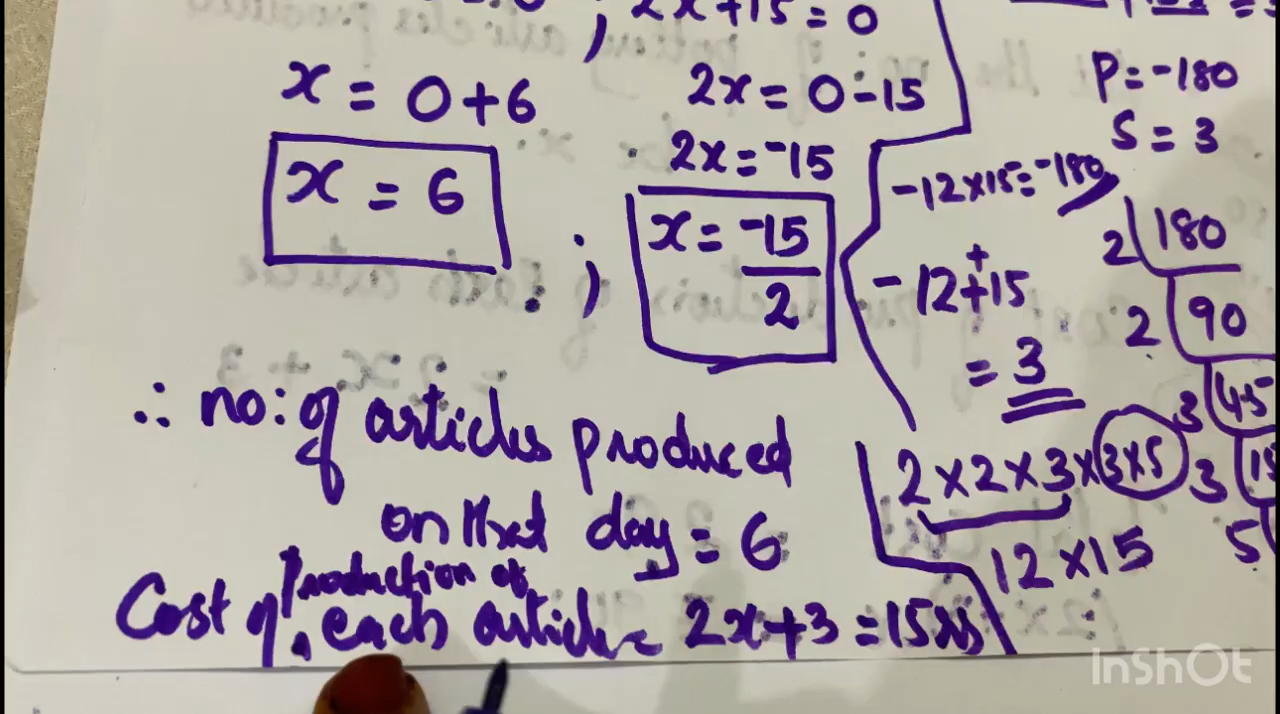 ; 2x+15=0
x = 0+6
2x = 0-15
x = 6
2x = -15
; x = -15/2
∴ no: of articles produced
on that day = 6
Cost of production of each article = 2x+3 = 15rs
P = -180
S = 3
-12×15 = -180
-12+15
= 3
2 180
2 90
3 45
3 15
5
2×2×3×3×5
12×15
InShOt